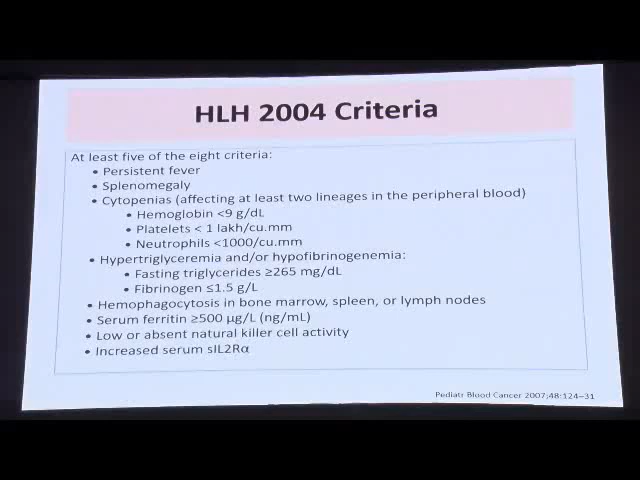 HLH 2004 Criteria
At least five of the eight criteria:
• Persistent fever
• Splenomegaly
• Cytopenias (affecting at least two lineages in the peripheral blood)
• Hemoglobin <9 g/dL
• Platelets < 1 lakh/cu.mm
• Neutrophils <1000/cu.mm
• Hypertriglyceremia and/or hypofibrinogenemia:
• Fasting triglycerides ≥265 mg/dL
• Fibrinogen ≤1.5 g/L
• Hemophagocytosis in bone marrow, spleen, or lymph nodes
• Serum ferritin ≥500 µg/L (ng/mL)
• Low or absent natural killer cell activity
• Increased serum sIL2Rα
Pediatr Blood Cancer 2007;48:124–31